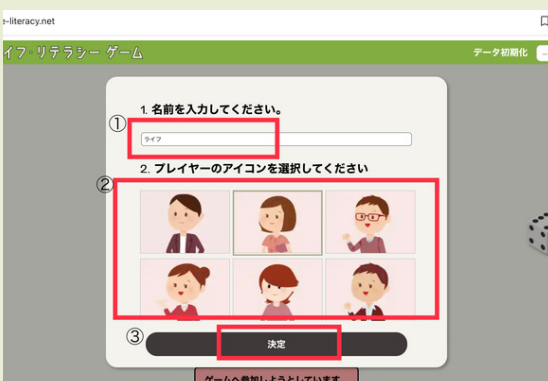 e-literacy.net
イフ・リテラシー ゲーム
データ初期化
1. 名前を入力してください。
①
ライフ
2. プレイヤーのアイコンを選択してください
②
③
決定
ゲームへ参加しようとしています